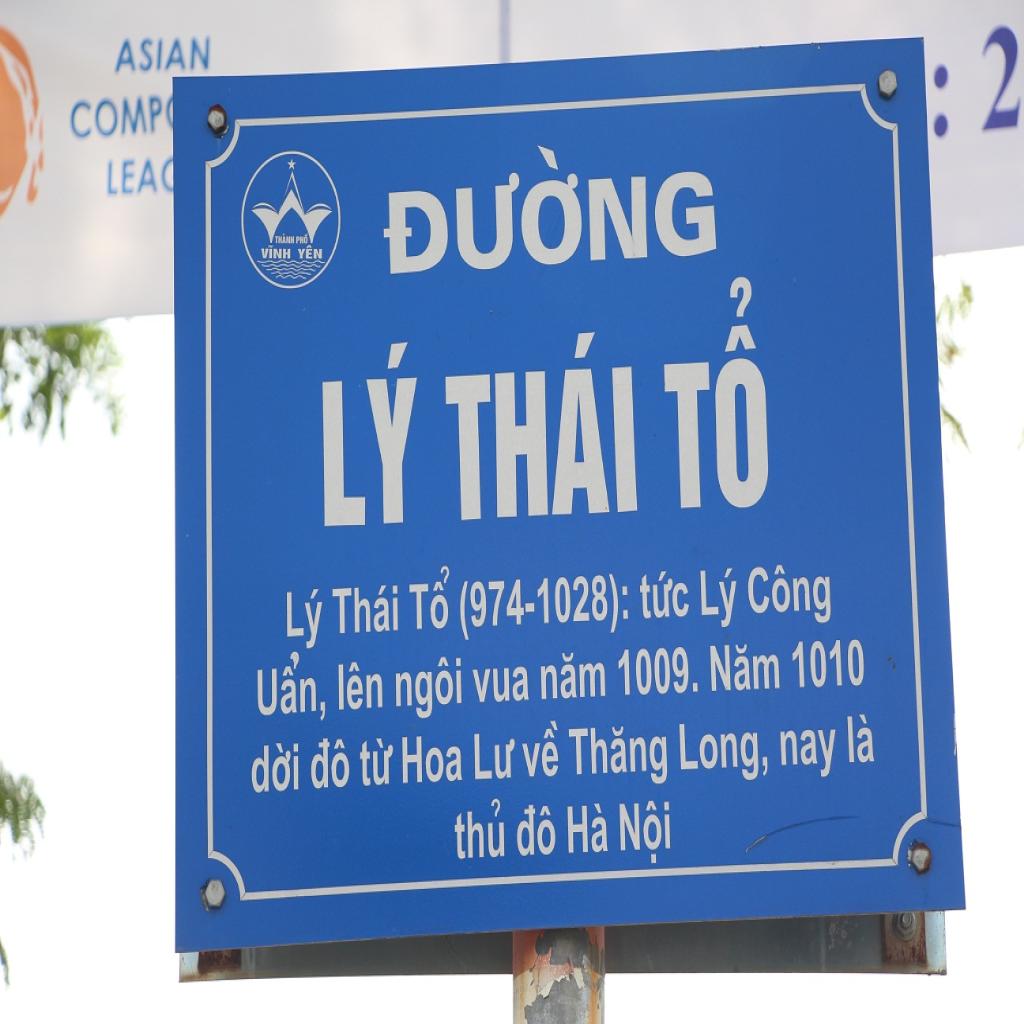 ASIAN
: 2
THÀNH PHỐ
VĨNH YÊN
ĐƯỜNG
LÝ THÁI TỔ
Lý Thái Tổ (974-1028): tức Lý Công
Uẩn, lên ngôi vua năm 1009. Năm 1010
dời đô từ Hoa Lư về Thăng Long, nay là
thủ đô Hà Nội